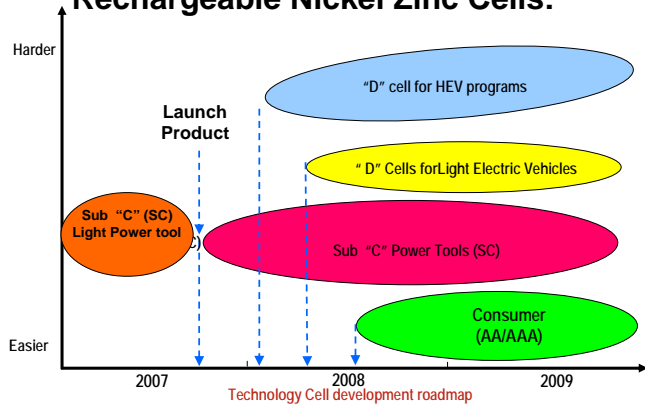 Rechargeable Nickel Zinc Cells.
Harder
"D" cell for HEV programs
Launch
Product
" D" Cells forLight Electric Vehicles
Sub "C" (SC)
Light Power tool
C)
Sub "C" Power Tools (SC)
Consumer
(AA/AAA)
Easier
2007
2008
2009
Technology Cell development roadmap